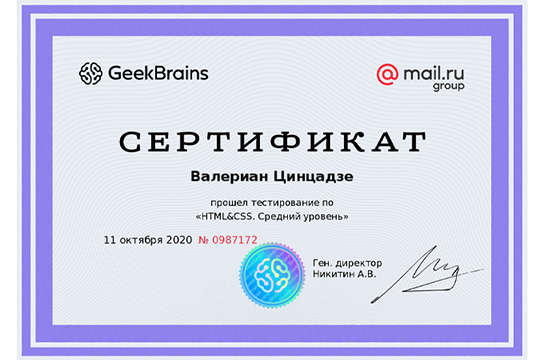 GeekBrains
@mail.ru
group
СЕРТИФИКАТ
Валериан Цинцадзе
прошел тестирование по
«HTML&CSS. Средний уровень»
11 октября 2020 № 0987172
Ген. директор
Никитин А.В.